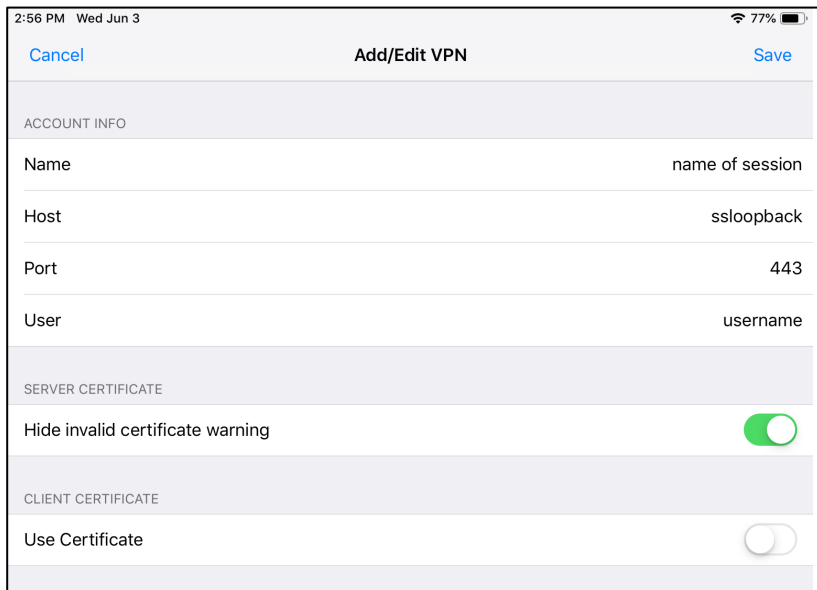 2:56 PM Wed Jun 3 77%
Cancel Add/Edit VPN Save
ACCOUNT INFO
Name name of session
Host ssloopback
Port 443
User username
SERVER CERTIFICATE
Hide invalid certificate warning
CLIENT CERTIFICATE
Use Certificate